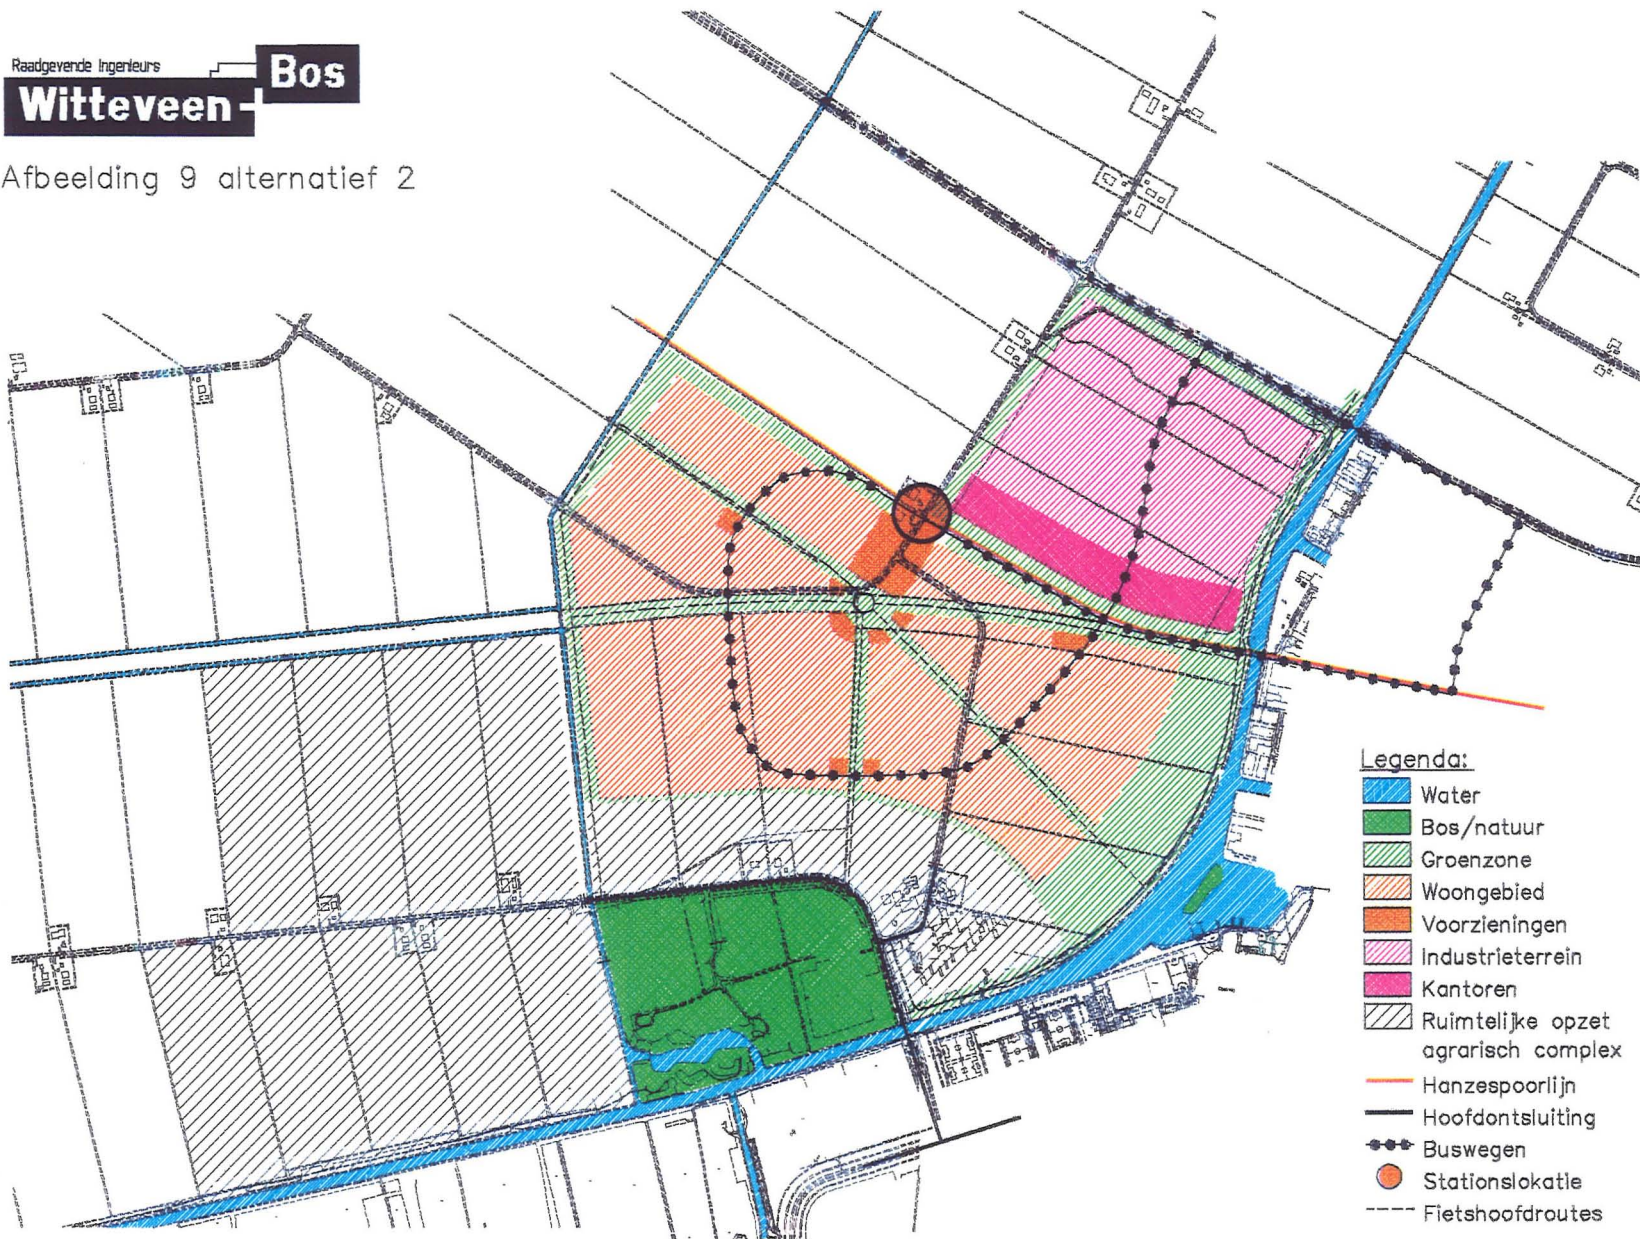 Raadgevende Ingenieurs
Witteveen+
Bos
Afbeelding 9 alternatief 2
Legenda:
Water
Bos/natuur
Groenzone
Woongebied
Voorzieningen
Industrieterrein
Kantoren
Ruimtelijke opzet
agrarisch complex
Hanzespoorlijn
Hoofdontsluiting
Buswegen
Stationslokatie
Fietshoofdroutes